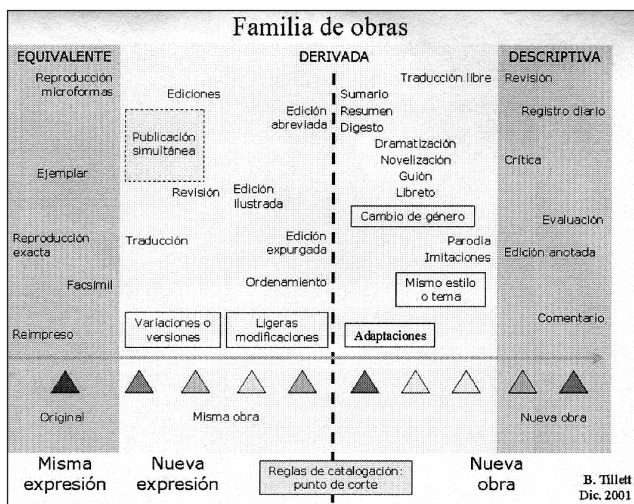 Familia de obras
EQUIVALENTE
DERIVADA
DESCRIPTIVA
Reproducción
microformas
Ejemplar
Reproducción
exacta
Facsímil
Reimpreso
Ediciones
Publicación
simultánea
Revisión
Traducción
Variaciones o
versiones
Edición
abreviada
Edición
Ilustrada
Edición
expurgada
Ordenamiento
Ligeras
modificaciones
Traducción libre
Sumario
Resumen
Digesto
Dramatización
Novelización
Guión
Libreto
Cambio de género
Parodia
Imitaciones
Mismo estilo
o tema
Adaptaciones
Revisión
Registro diario
Crítica
Evaluación
Edición anotada
Comentario
Original
Misma obra
Nueva obra
Misma
expresión
Nueva
expresión
Reglas de catalogación:
punto de corte
Nueva
obra
B. Tillett
Dic. 2001